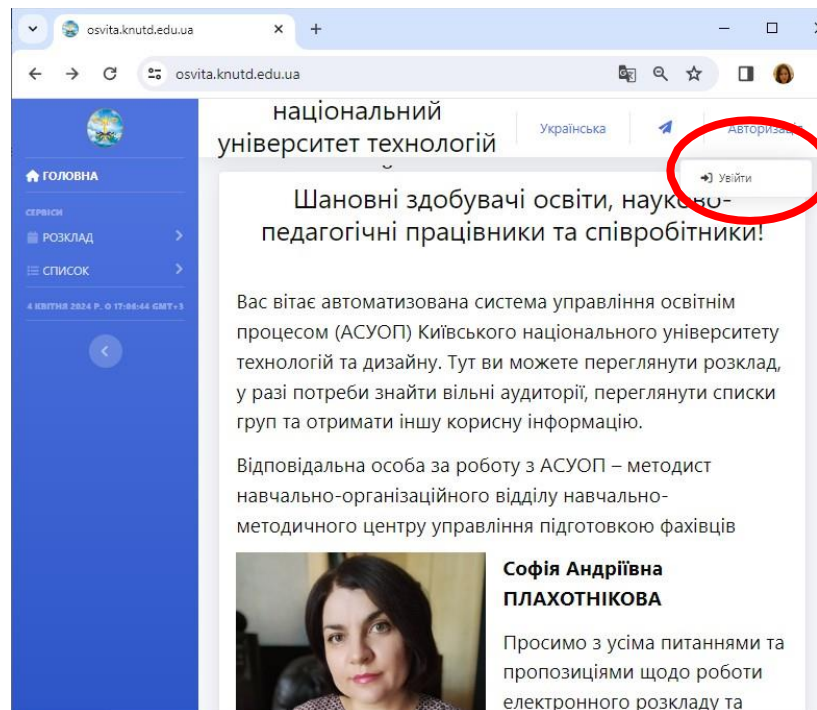 osvita.knutd.edu.ua
osvita.knutd.edu.ua
національний
університет технологій
Українська
Авторизація
Увійти
ГОЛОВНА
СЕРВІСИ
РОЗКЛАД
СПИСОК
4 КВІТНЯ 2024 Р. О 17:06:44 GMT+3
Шановні здобувачі освіти, науково-
педагогічні працівники та співробітники!
Вас вітає автоматизована система управління освітнім
процесом (АСУОП) Київського національного університету
технологій та дизайну. Тут ви можете переглянути розклад,
у разі потреби знайти вільні аудиторії, переглянути списки
груп та отримати іншу корисну інформацію.
Відповідальна особа за роботу з АСУОП – методист
навчально-організаційного відділу навчально-
методичного центру управління підготовкою фахівців
Софія Андріївна
ПЛАХОТНІКОВА
Просимо з усіма питаннями та
пропозиціями щодо роботи
електронного розкладу та